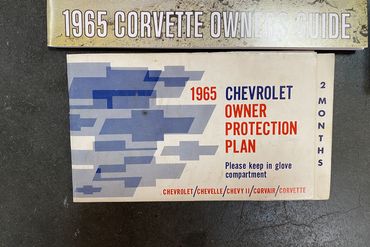 1965 CORVETTE OWNER'S GUIDE
1965 CHEVROLET
OWNER
PROTECTION
PLAN
Please keep in glove
compartment
CHEVROLET/CHEVELLE/CHEVY II/CORVAIR/CORVETTE
2 MONTHS